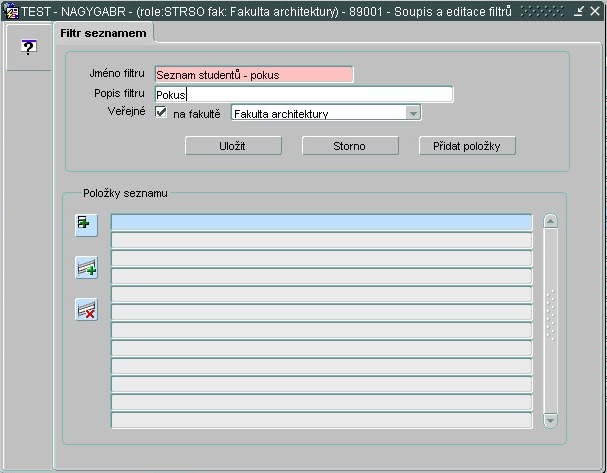 TEST - NAGYGABR - (role:STRSO fak: Fakulta architektury) - 89001 - Soupis a editace filtrů
?
Filtr seznamem
Jméno filtru Seznam studentů - pokus
Popis filtru Pokus
Veřejné na fakultě Fakulta architektury
Uložit Storno Přidat položky
Položky seznamu